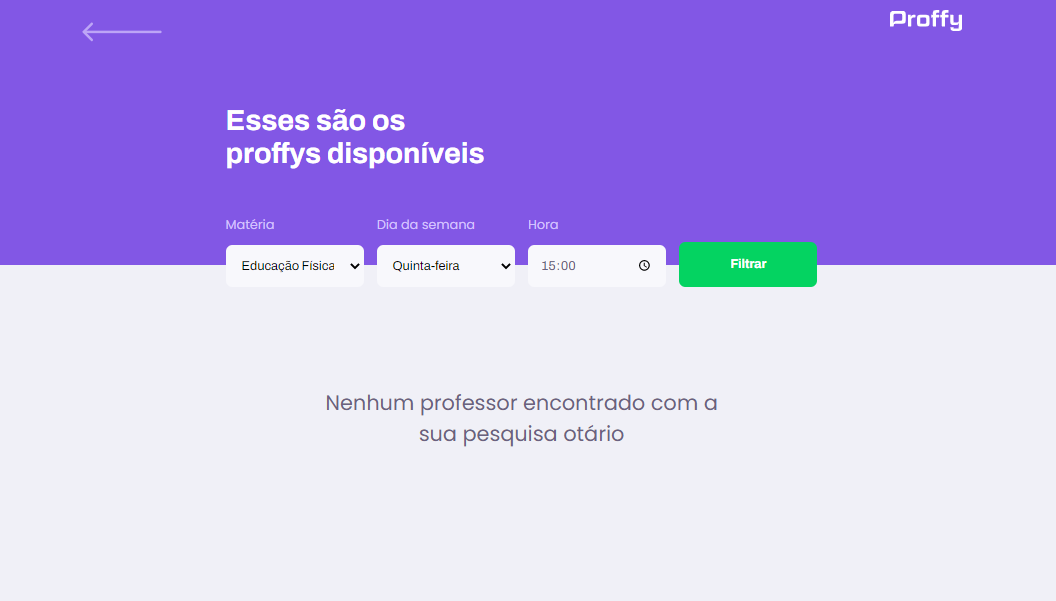 Proffy
Esses são os
proffys disponíveis
Matéria Dia da semana Hora
Educação Física Quinta-feira 15:00 Filtrar
Nenhum professor encontrado com a
sua pesquisa otário